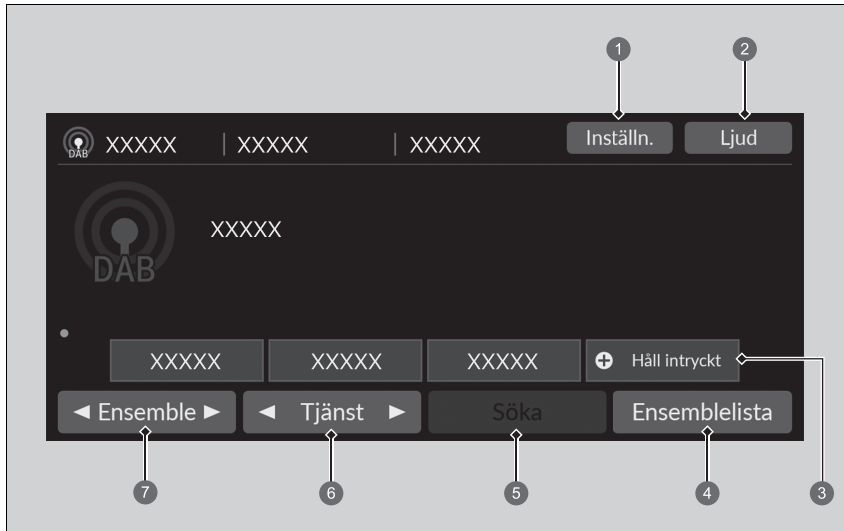 1 2
DAB XXXXX | XXXXX | XXXXX Inställn. Ljud
XXXXX
DAB
XXXXX XXXXX XXXXX Håll intryckt
Ensemble Tjänst Söka Ensemblelista
7 6 5 4 3